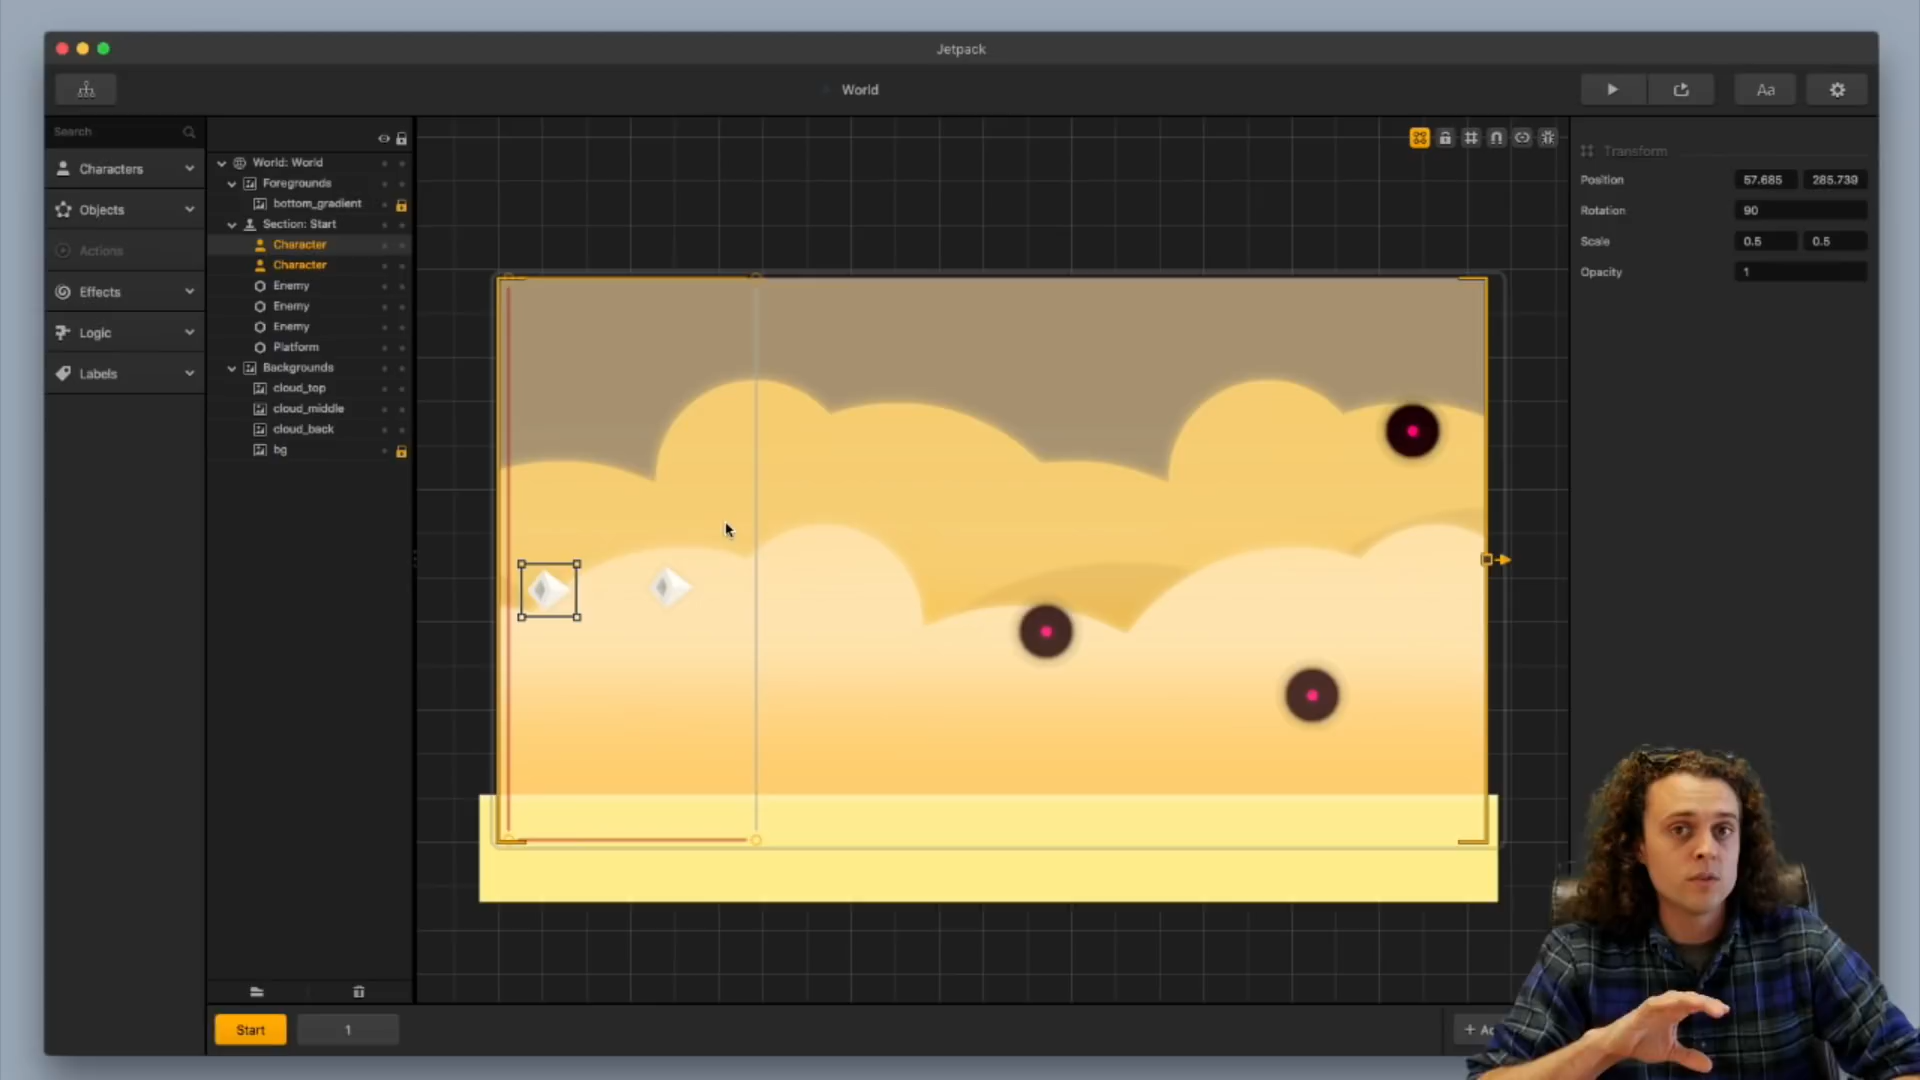 Jetpack
World
Aa
Search
Characters
Objects
Actions
Effects
Logic
Labels
World: World
Foregrounds
bottom_gradient
Section: Start
Character
Character
Enemy
Enemy
Enemy
Platform
Backgrounds
cloud_top
cloud_middle
cloud_back
bg
Transform
Position 57.685 285.739
Rotation 90
Scale 0.5 0.5
Opacity 1
Start 1
+